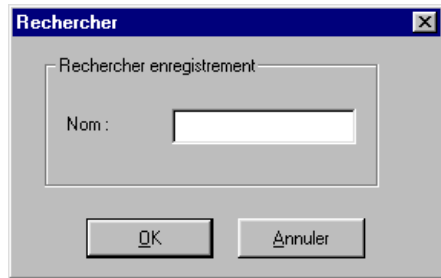 Rechercher
Rechercher enregistrement
Nom :
OK
Annuler